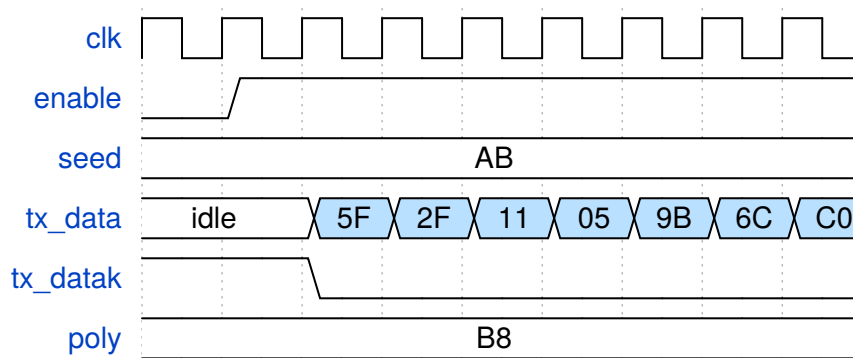 clk
enable
seed AB
tx_data idle 5F 2F 11 05 9B 6C C0
tx_datak
poly B8